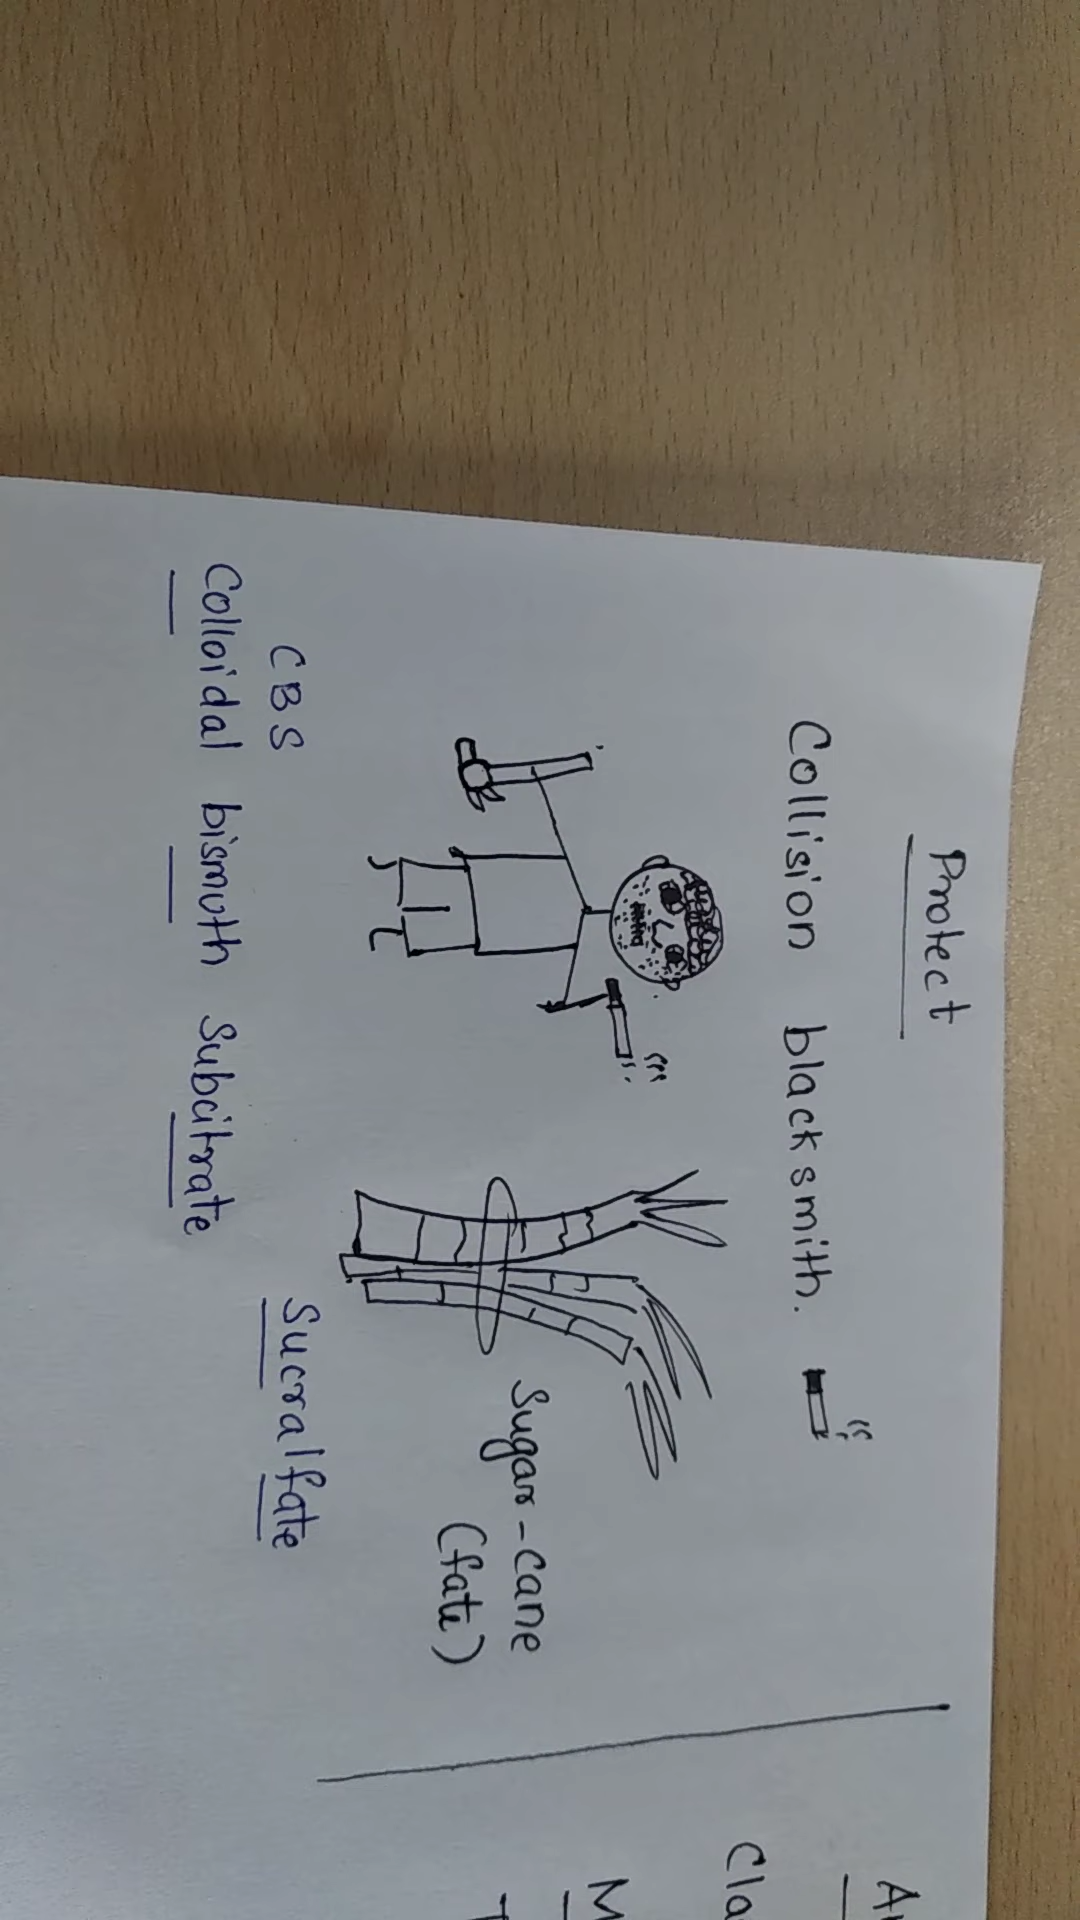 Protect
Collision blacksmith.
Sugar-cane
(fate)
CBS
Colloidal bismuth Subcitrate
Sucralfate
Cla
M